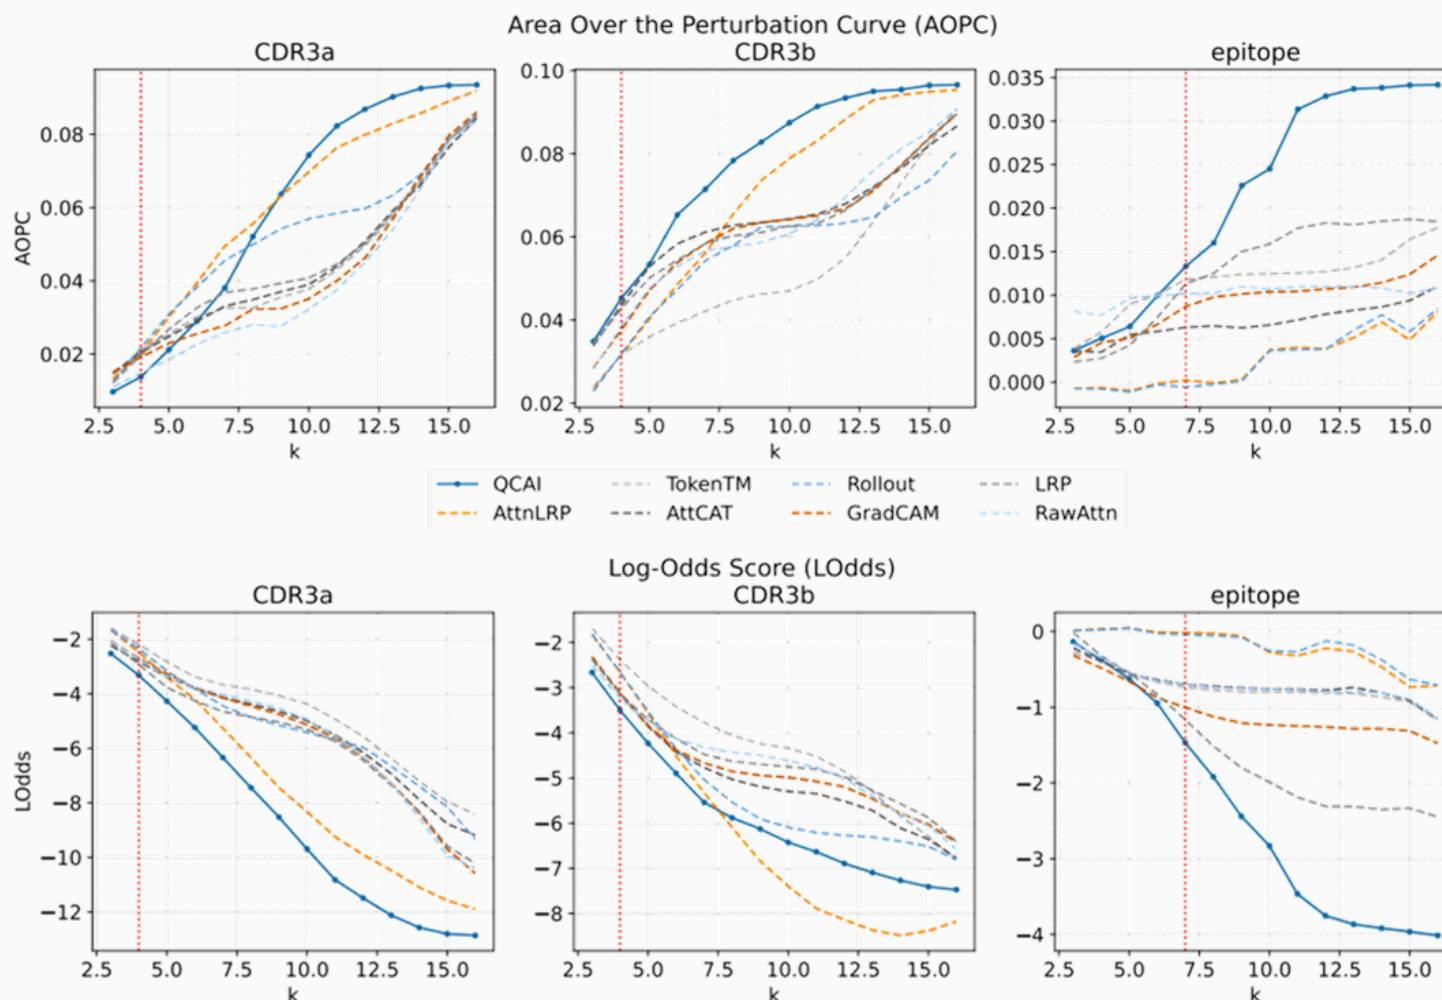 Area Over the Perturbation Curve (AOPC)
CDR3a CDR3b epitope
AOPC
0.08
0.06
0.04
0.02
2.5 5.0 7.5 10.0 12.5 15.0
k
0.10
0.08
0.06
0.04
0.02
2.5 5.0 7.5 10.0 12.5 15.0
k
0.035
0.030
0.025
0.020
0.015
0.010
0.005
0.000
2.5 5.0 7.5 10.0 12.5 15.0
k
QCAI TokenTM Rollout LRP
AttnLRP AttCAT GradCAM RawAttn
Log-Odds Score (LOdds)
CDR3a CDR3b epitope
LOdds
−2
−4
−6
−8
−10
−12
2.5 5.0 7.5 10.0 12.5 15.0
k
−2
−3
−4
−5
−6
−7
−8
2.5 5.0 7.5 10.0 12.5 15.0
k
0
−1
−2
−3
−4
2.5 5.0 7.5 10.0 12.5 15.0
k